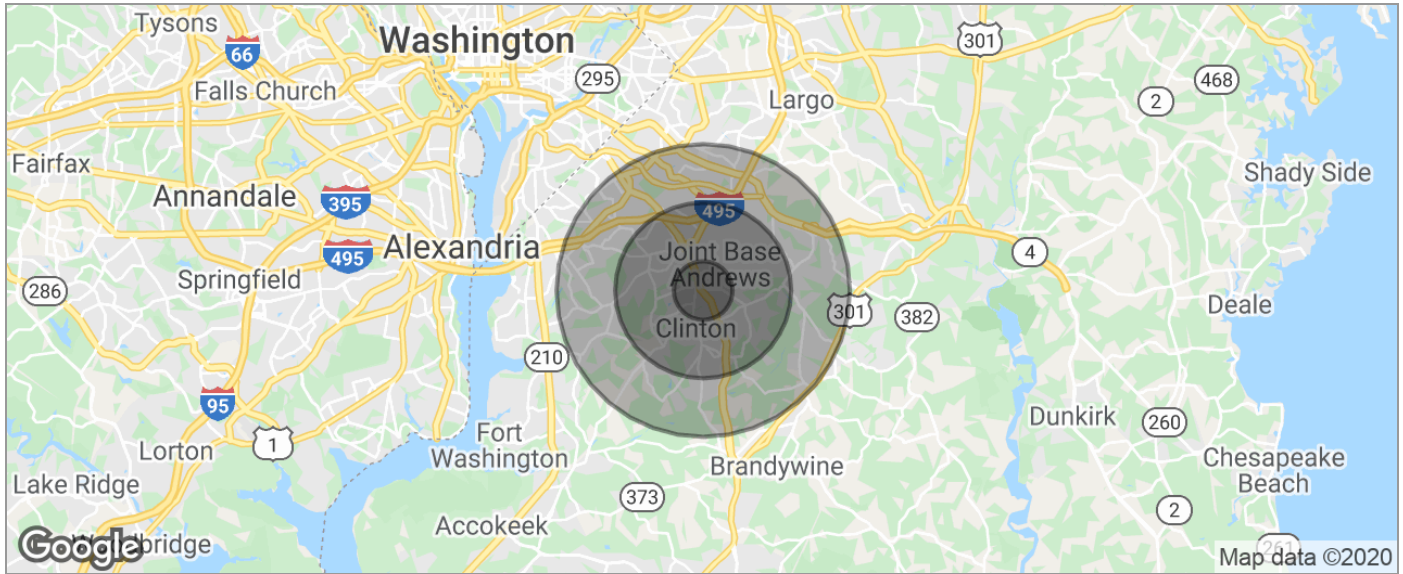 Tysons
Washington
301
66
295
468
Falls Church
Largo
2
Fairfax
Shady Side
Annandale
395
495
Alexandria
495
Joint Base
Andrews
4
Springfield
286
Deale
301
382
Clinton
210
95
Dunkirk
260
1
Fort
Washington
Lorton
Brandywine
Chesapeake
Beach
Lake Ridge
373
2
Accokeek
Woodbridge
Google
261
Map data ©2020